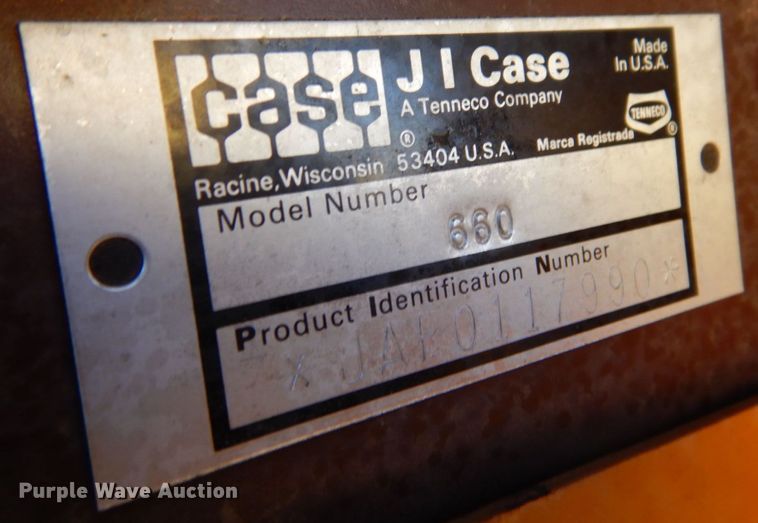 case
J I Case
A Tenneco Company
Made
In U.S.A.
TENNECO
®
®
Marca Registrada
Racine, Wisconsin 53404 U.S.A.
Model Number
660
Product Identification Number
Purple Wave Auction